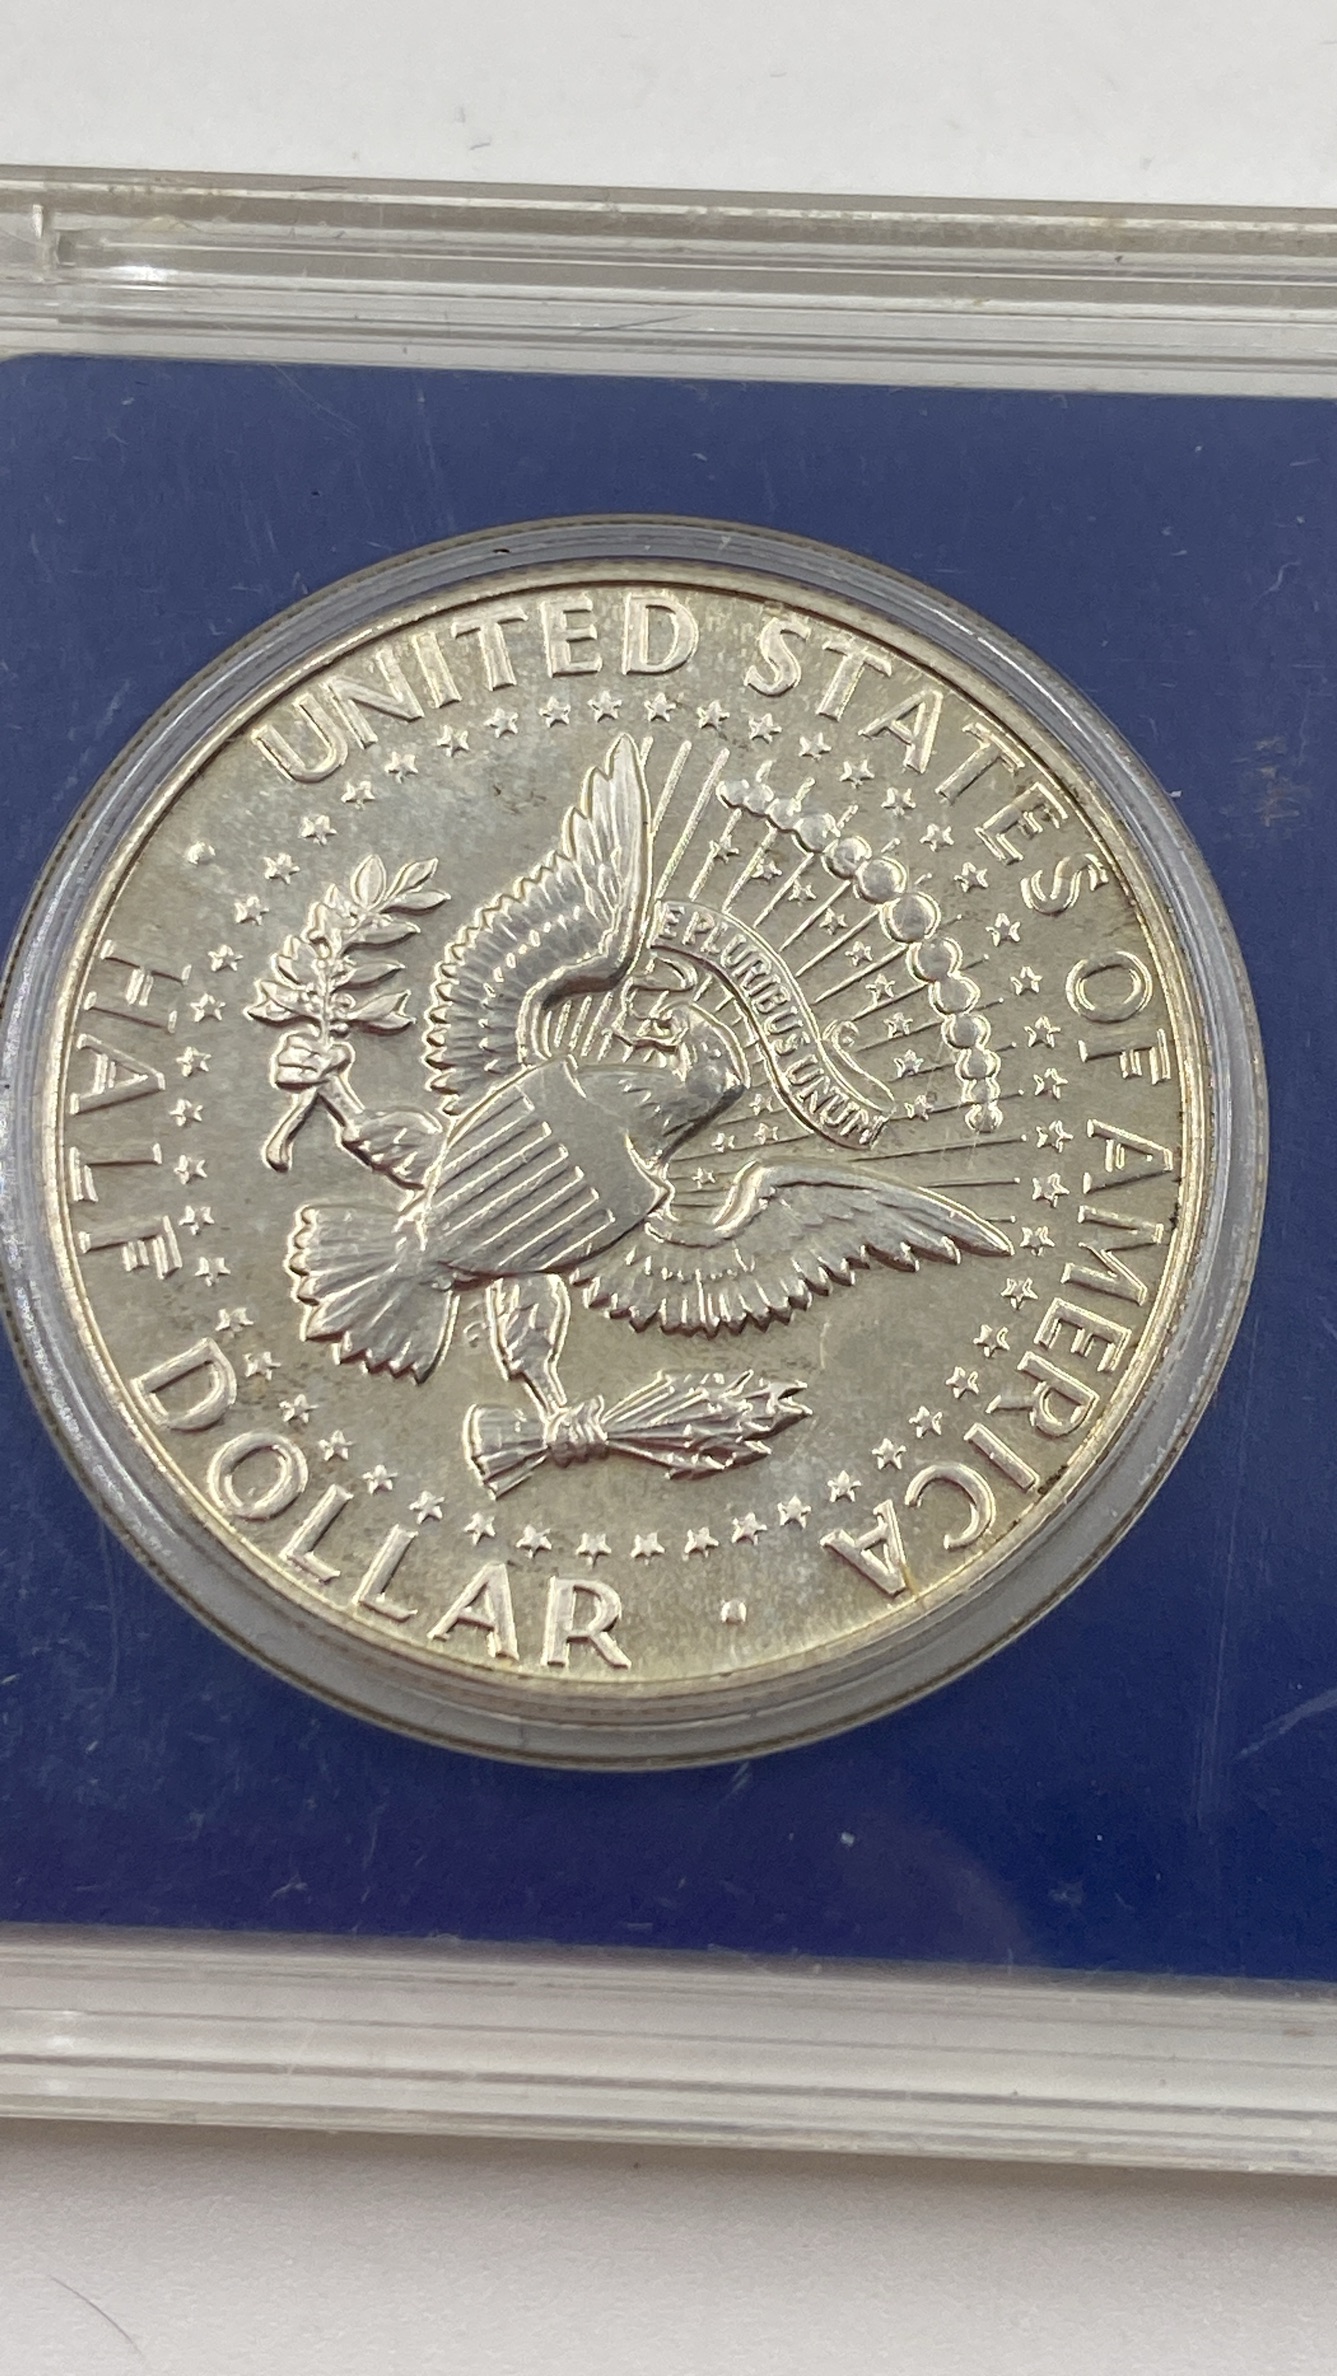 UNITED STATES OF AMERICA
E PLURIBUS UNUM
HALF DOLLAR